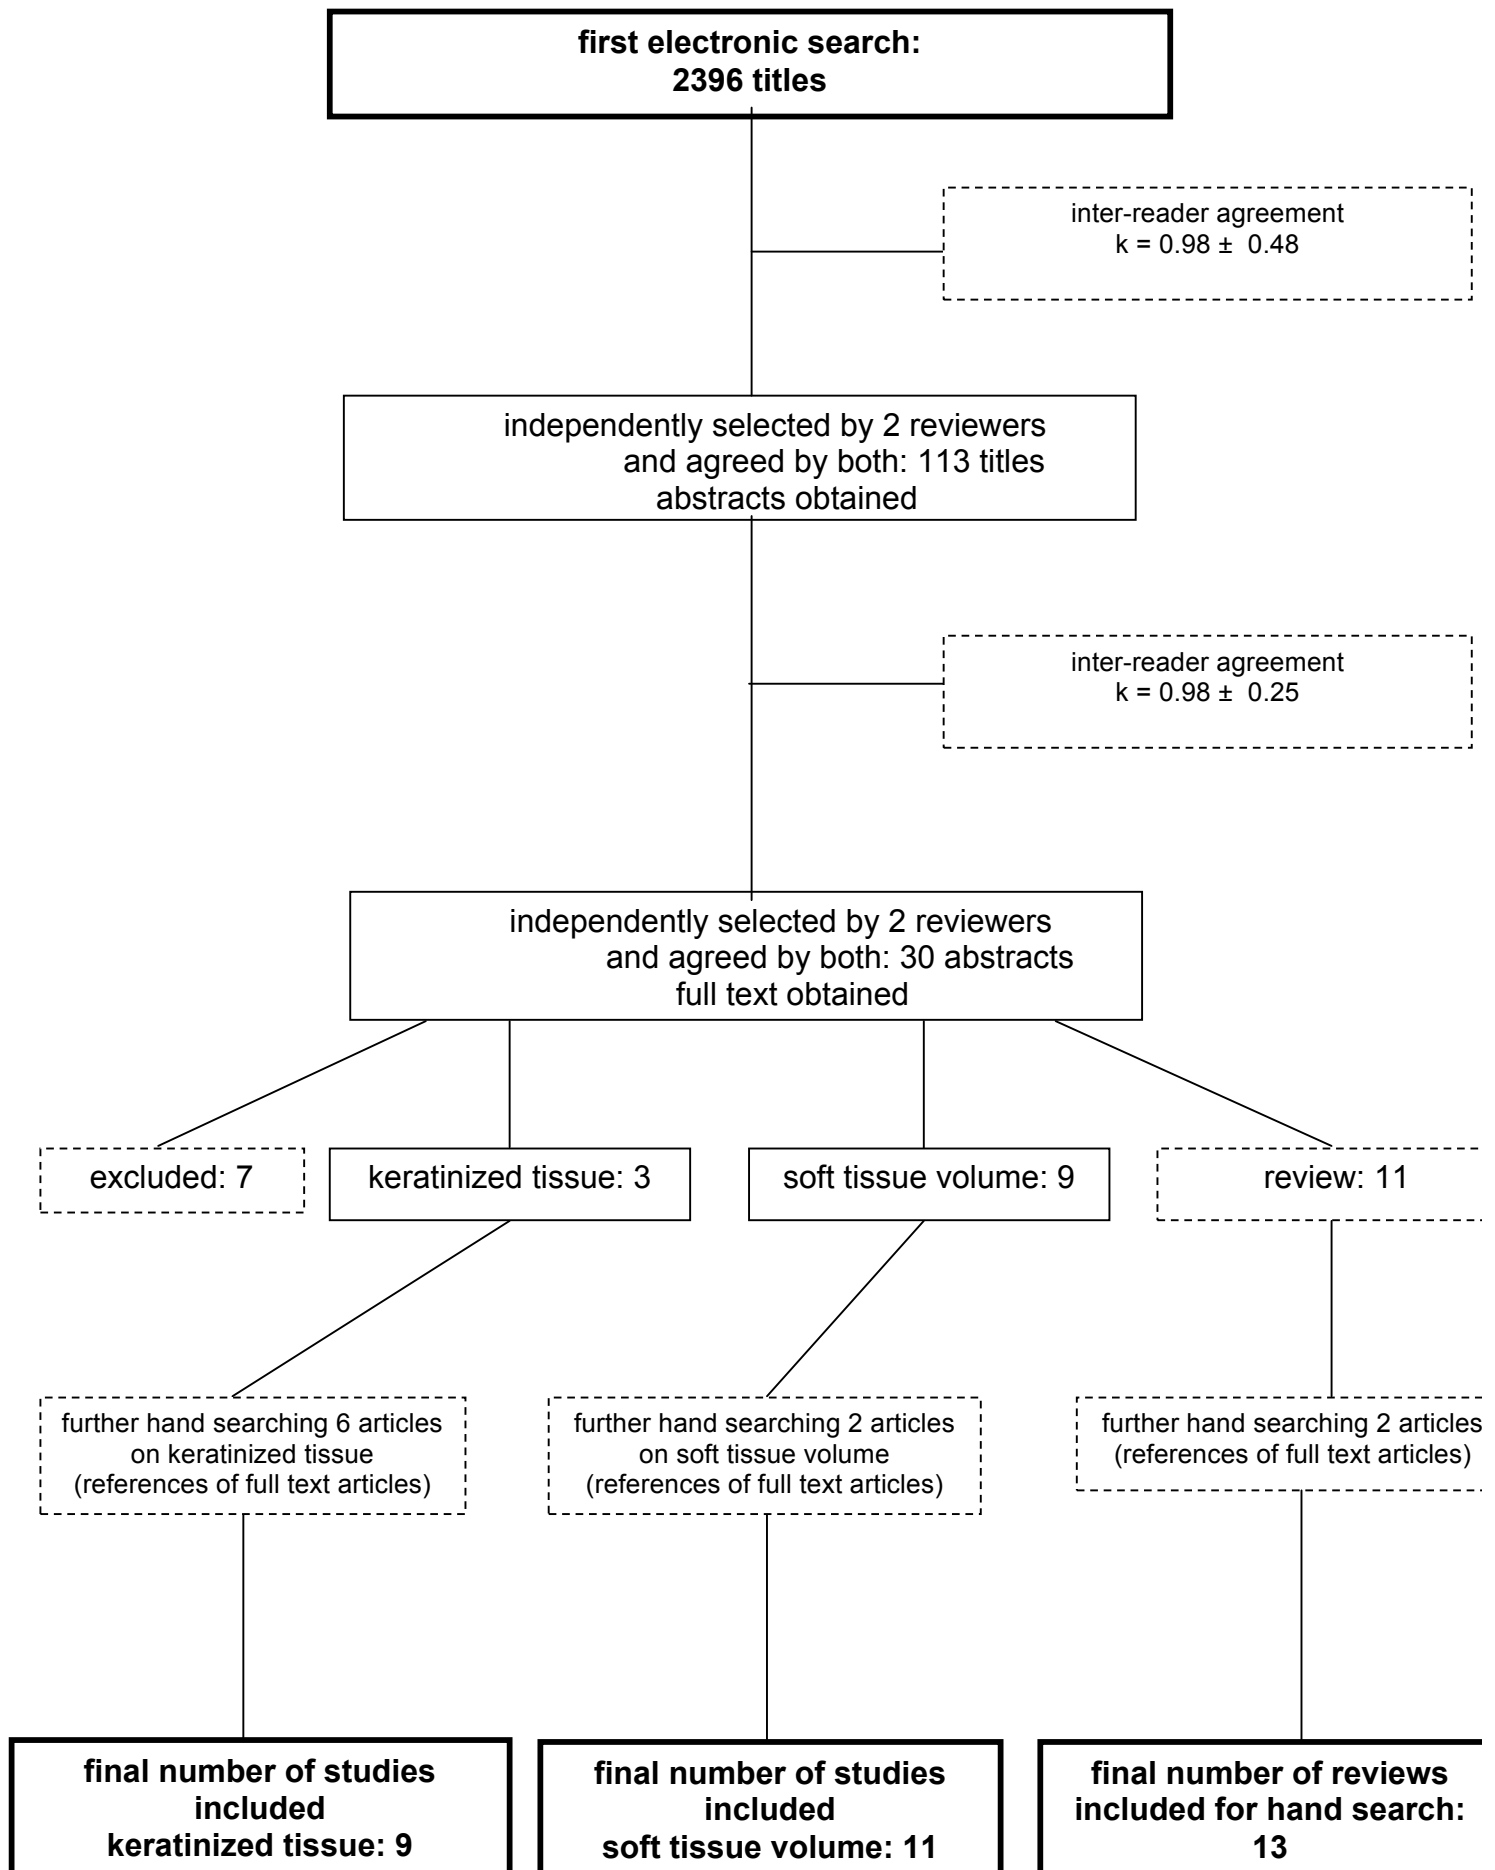 first electronic search:
2396 titles
inter-reader agreement
k = 0.98 ± 0.48
independently selected by 2 reviewers
and agreed by both: 113 titles
abstracts obtained
inter-reader agreement
k = 0.98 ± 0.25
independently selected by 2 reviewers
and agreed by both: 30 abstracts
full text obtained
excluded: 7
keratinized tissue: 3
soft tissue volume: 9
review: 11
further hand searching 6 articles
on keratinized tissue
(references of full text articles)
further hand searching 2 articles
on soft tissue volume
(references of full text articles)
further hand searching 2 articles
(references of full text articles)
final number of studies
included
keratinized tissue: 9
final number of studies
included
soft tissue volume: 11
final number of reviews
included for hand search:
13